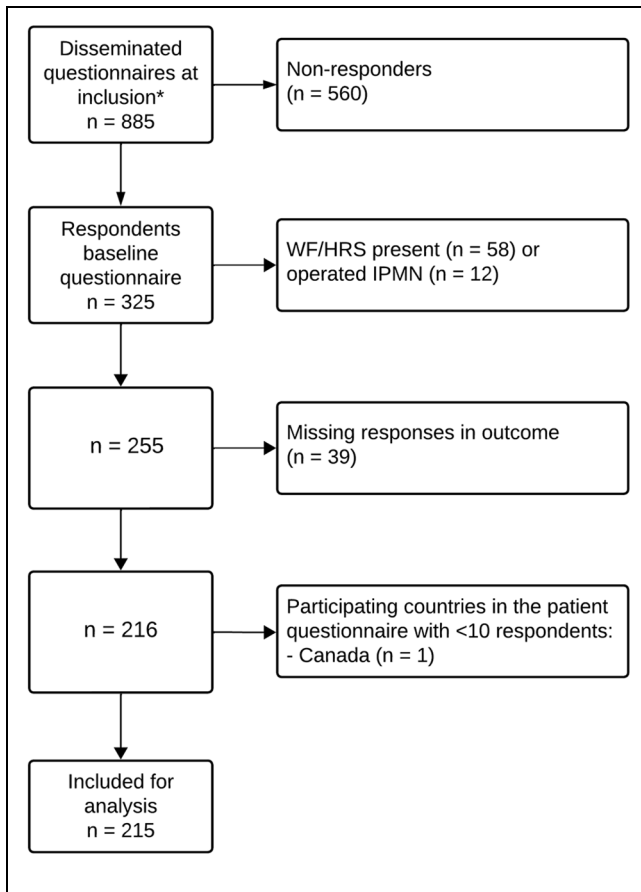 Disseminated
questionnaires at
inclusion*
n = 885
Non-responders
(n = 560)
Respondents
baseline
questionnaire
n = 325
WF/HRS present (n = 58) or
operated IPMN (n = 12)
n = 255
Missing responses in outcome
(n = 39)
n = 216
Participating countries in the patient
questionnaire with <10 respondents:
- Canada (n = 1)
Included for
analysis
n = 215